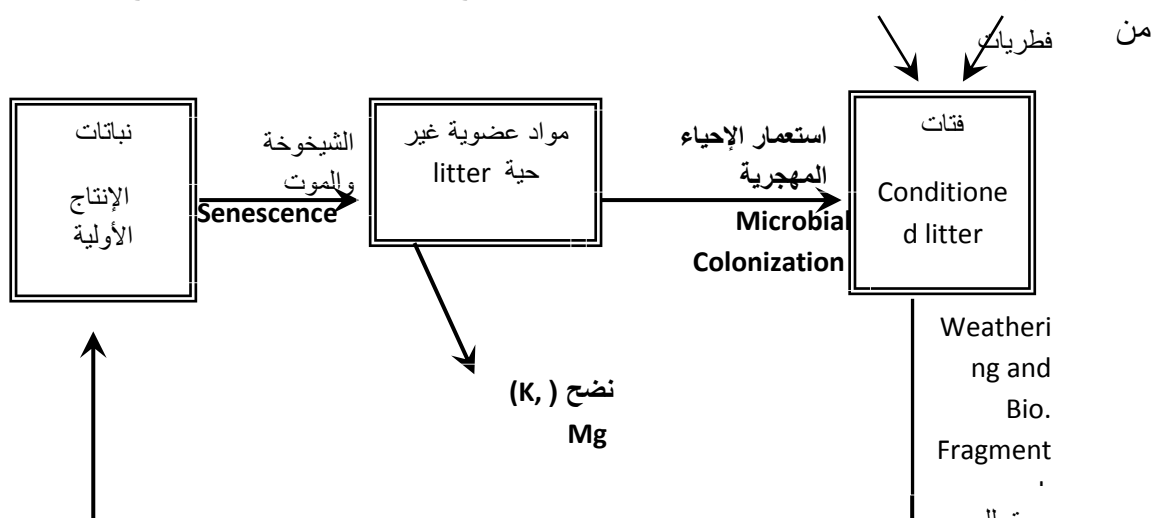 من
فطريات
نباتات
الإنتاج
الأولية
الشيخوخة
والموت
Senescence
مواد عضوية غير
حية litter
استعمار الإحياء
المهجرية
Microbial
Colonization
فتات
Conditione
d litter
نضح (K,
Mg
Weatheri
ng and
Bio.
Fragment